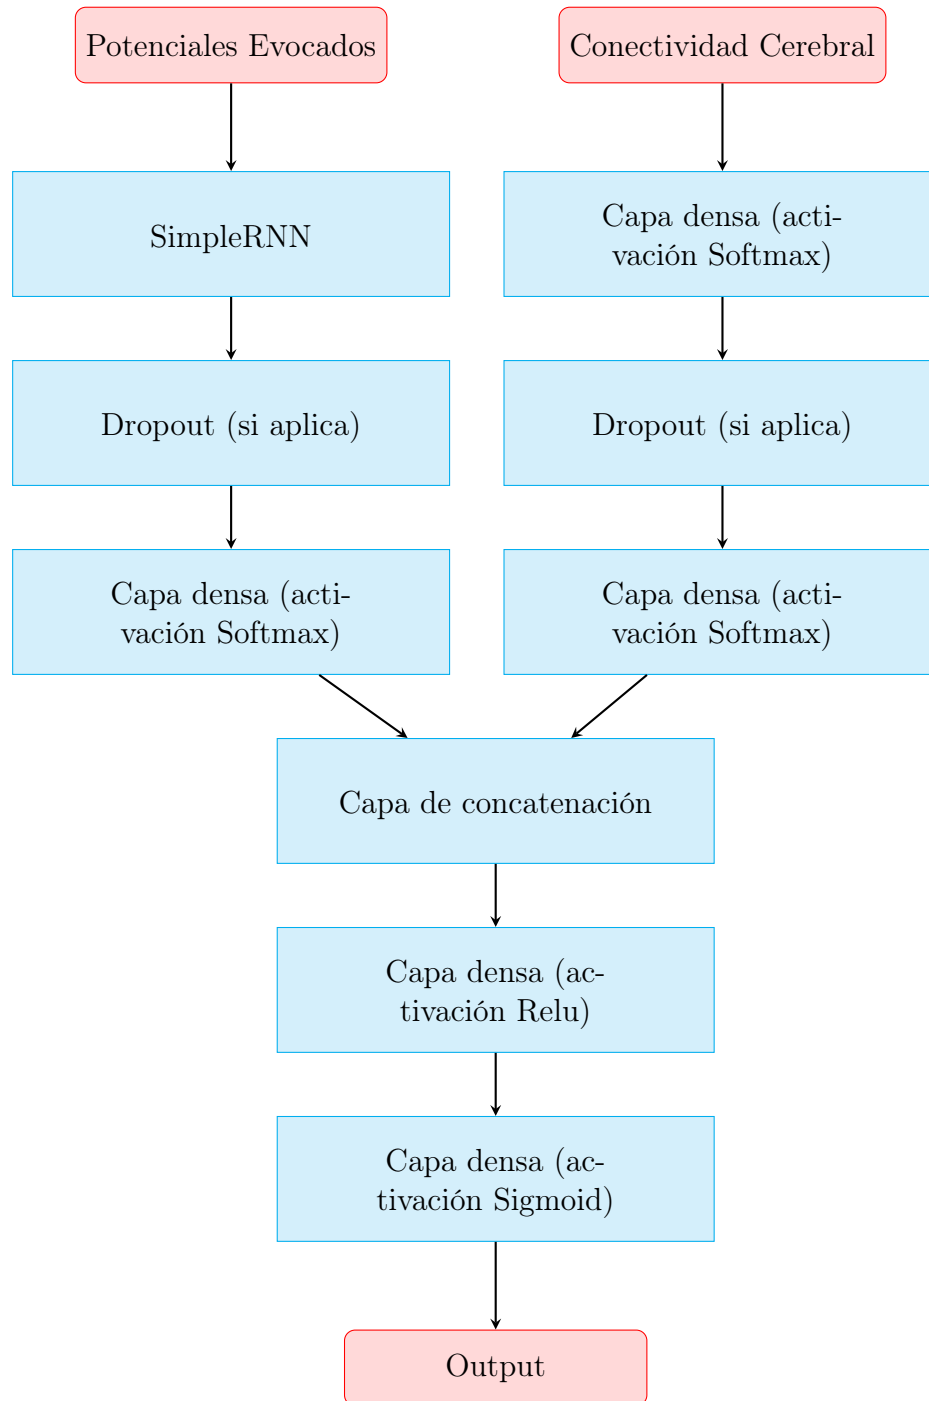 Potenciales Evocados
Conectividad Cerebral
SimpleRNN
Capa densa (acti-
vación Softmax)
Dropout (si aplica)
Dropout (si aplica)
Capa densa (acti-
vación Softmax)
Capa densa (acti-
vación Softmax)
Capa de concatenación
Capa densa (ac-
tivación Relu)
Capa densa (ac-
tivación Sigmoid)
Output